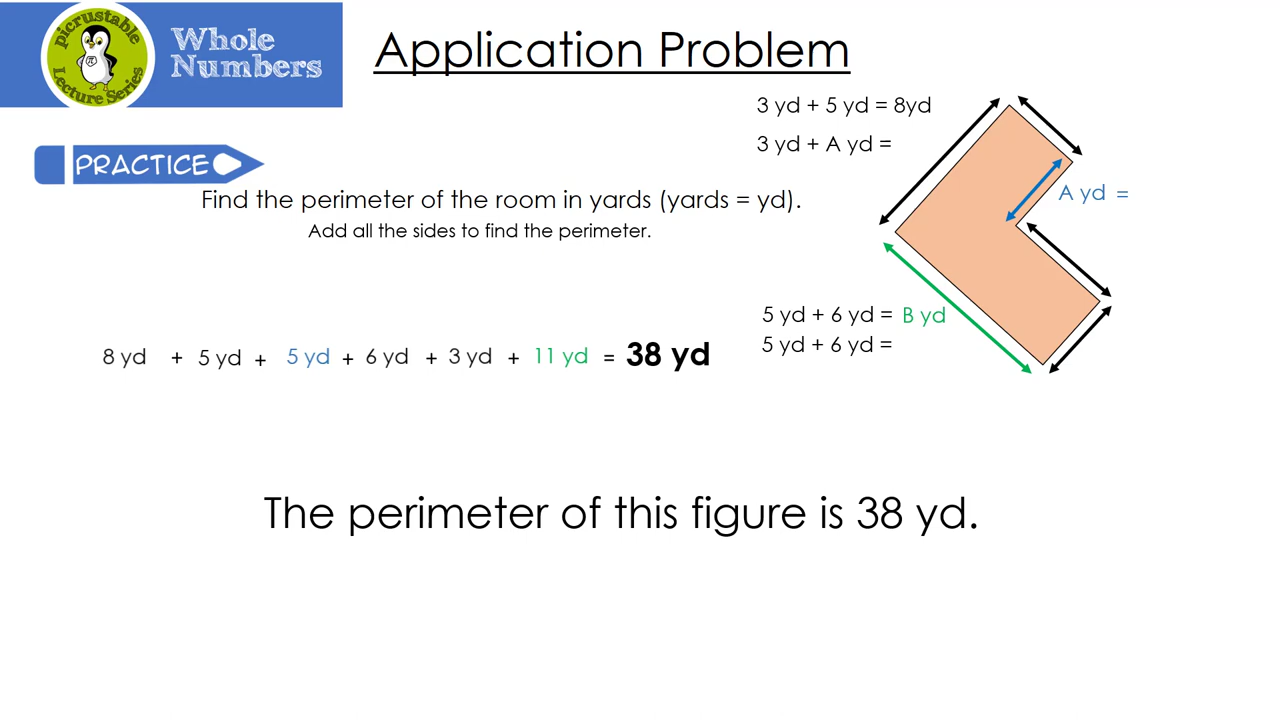 picrustable
Lecture Series
π
Whole
Numbers
Application Problem
PRACTICE
Find the perimeter of the room in yards (yards = yd).
Add all the sides to find the perimeter.
3 yd + 5 yd = 8yd
3 yd + A yd =
A yd =
5 yd + 6 yd = B yd
5 yd + 6 yd =
8 yd + 5 yd + 5 yd + 6 yd + 3 yd + 11 yd = 38 yd
The perimeter of this figure is 38 yd.